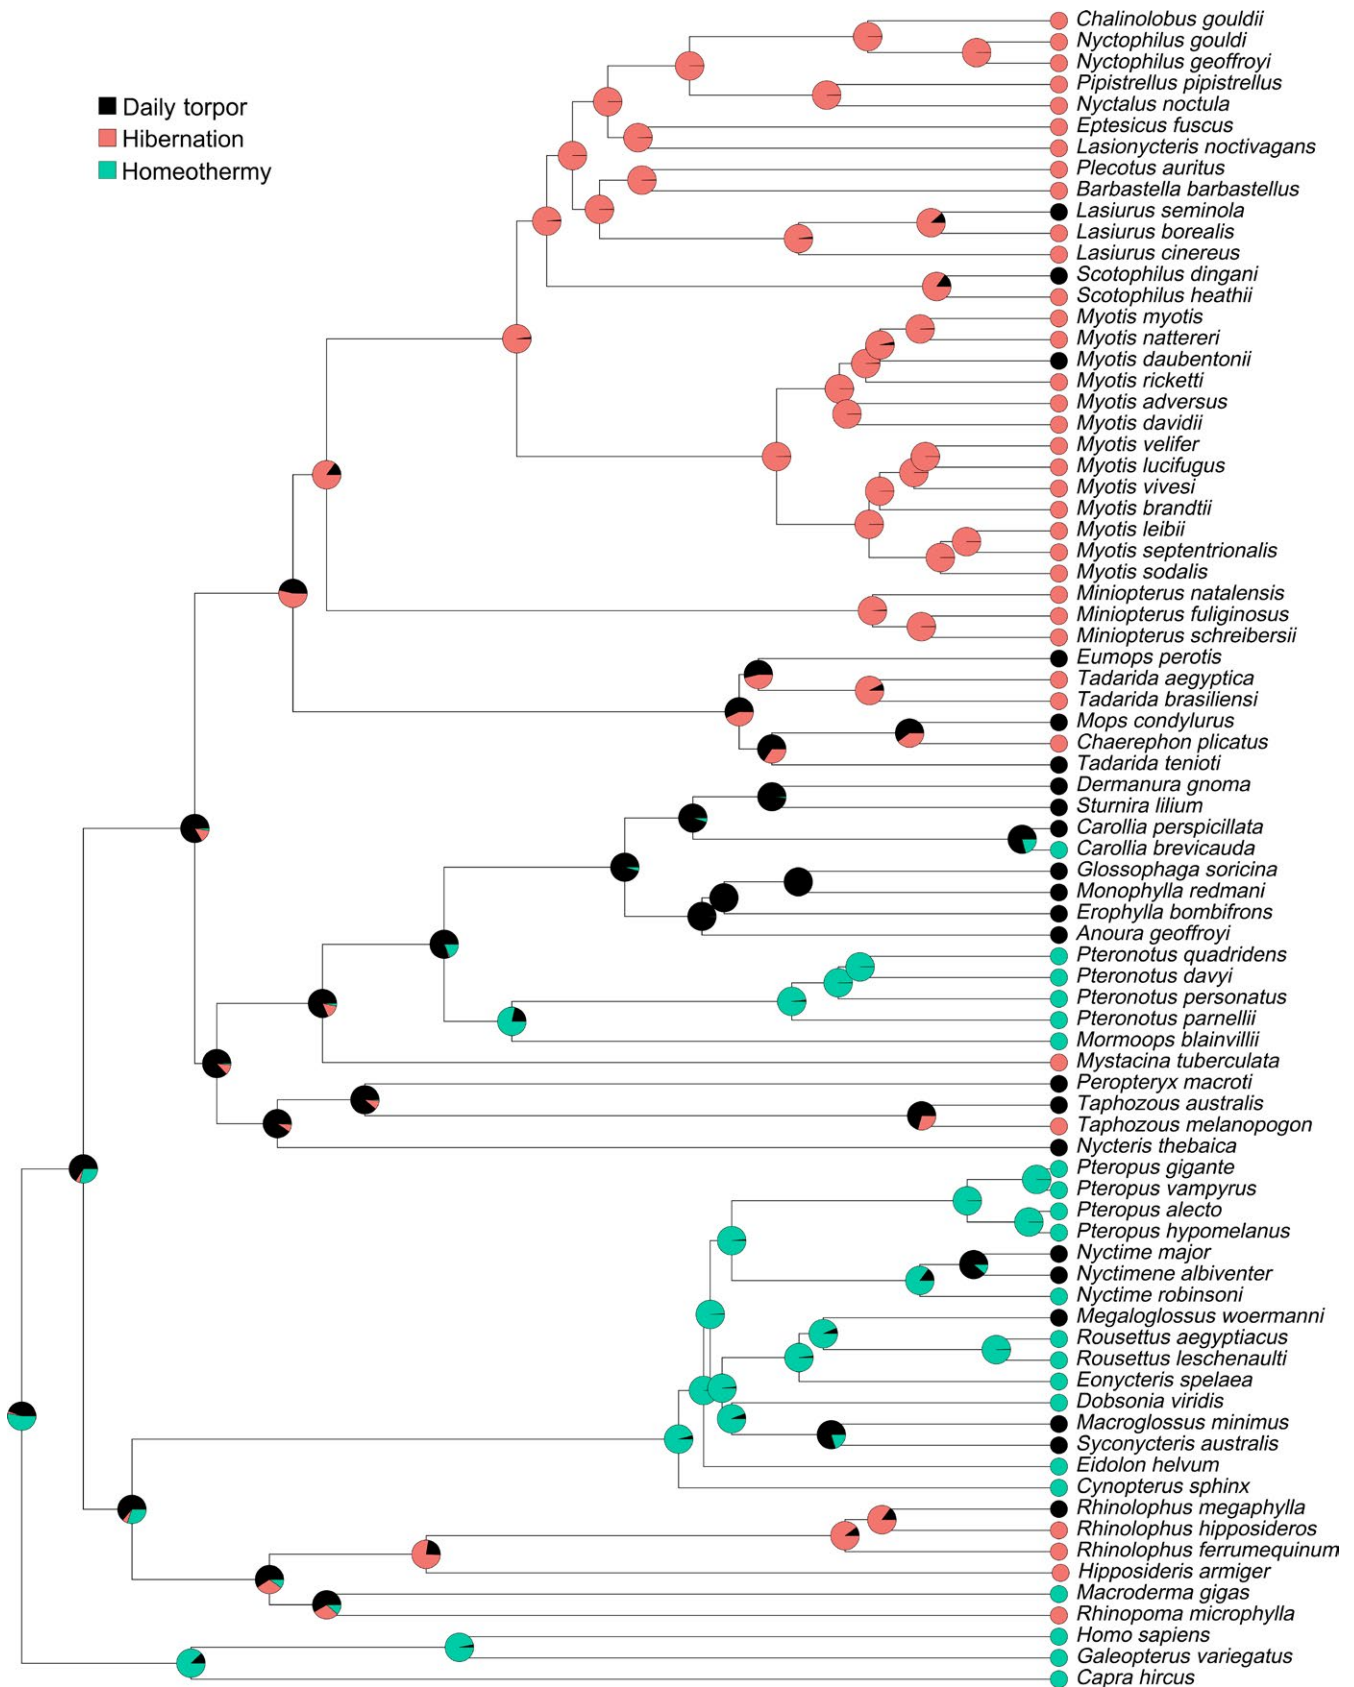 Daily torpor
Hibernation
Homeothermy
Chalinolobus gouldii
Nyctophilus gouldi
Nyctophilus geoffroyi
Pipistrellus pipistrellus
Nyctalus noctula
Eptesicus fuscus
Lasionycteris noctivagans
Plecotus auritus
Barbastella barbastellus
Lasiurus seminola
Lasiurus borealis
Lasiurus cinereus
Scotophilus dingani
Scotophilus heathii
Myotis myotis
Myotis nattereri
Myotis daubentonii
Myotis ricketti
Myotis adversus
Myotis davidii
Myotis velifer
Myotis lucifugus
Myotis vivesi
Myotis brandtii
Myotis leibii
Myotis septentrionalis
Myotis sodalis
Miniopterus natalensis
Miniopterus fuliginosus
Miniopterus schreibersii
Eumops perotis
Tadarida aegyptica
Tadarida brasiliensi
Mops condylurus
Chaerephon plicatus
Tadarida tenioti
Dermanura gnoma
Sturnira lilium
Carollia perspicillata
Carollia brevicauda
Glossophaga soricina
Monophylla redmani
Erophylla bombifrons
Anoura geoffroyi
Pteronotus quadridens
Pteronotus davyi
Pteronotus personatus
Pteronotus parnellii
Mormoops blainvillii
Mystacina tuberculata
Peropteryx macroti
Taphozous australis
Taphozous melanopogon
Nycteris thebaica
Pteropus gigante
Pteropus vampyrus
Pteropus alecto
Pteropus hypomelanus
Nyctime major
Nyctimene albiventer
Nyctime robinsoni
Megaloglossus woermanni
Rousettus aegyptiacus
Rousettus leschenaulti
Eonycteris spelaea
Dobsonia viridis
Macroglossus minimus
Syconycteris australis
Eidolon helvum
Cynopterus sphinx
Rhinolophus megaphylla
Rhinolophus hipposideros
Rhinolophus ferrumequinum
Hipposideris armiger
Macroderma gigas
Rhinopoma microphylla
Homo sapiens
Galeopterus variegatus
Capra hircus